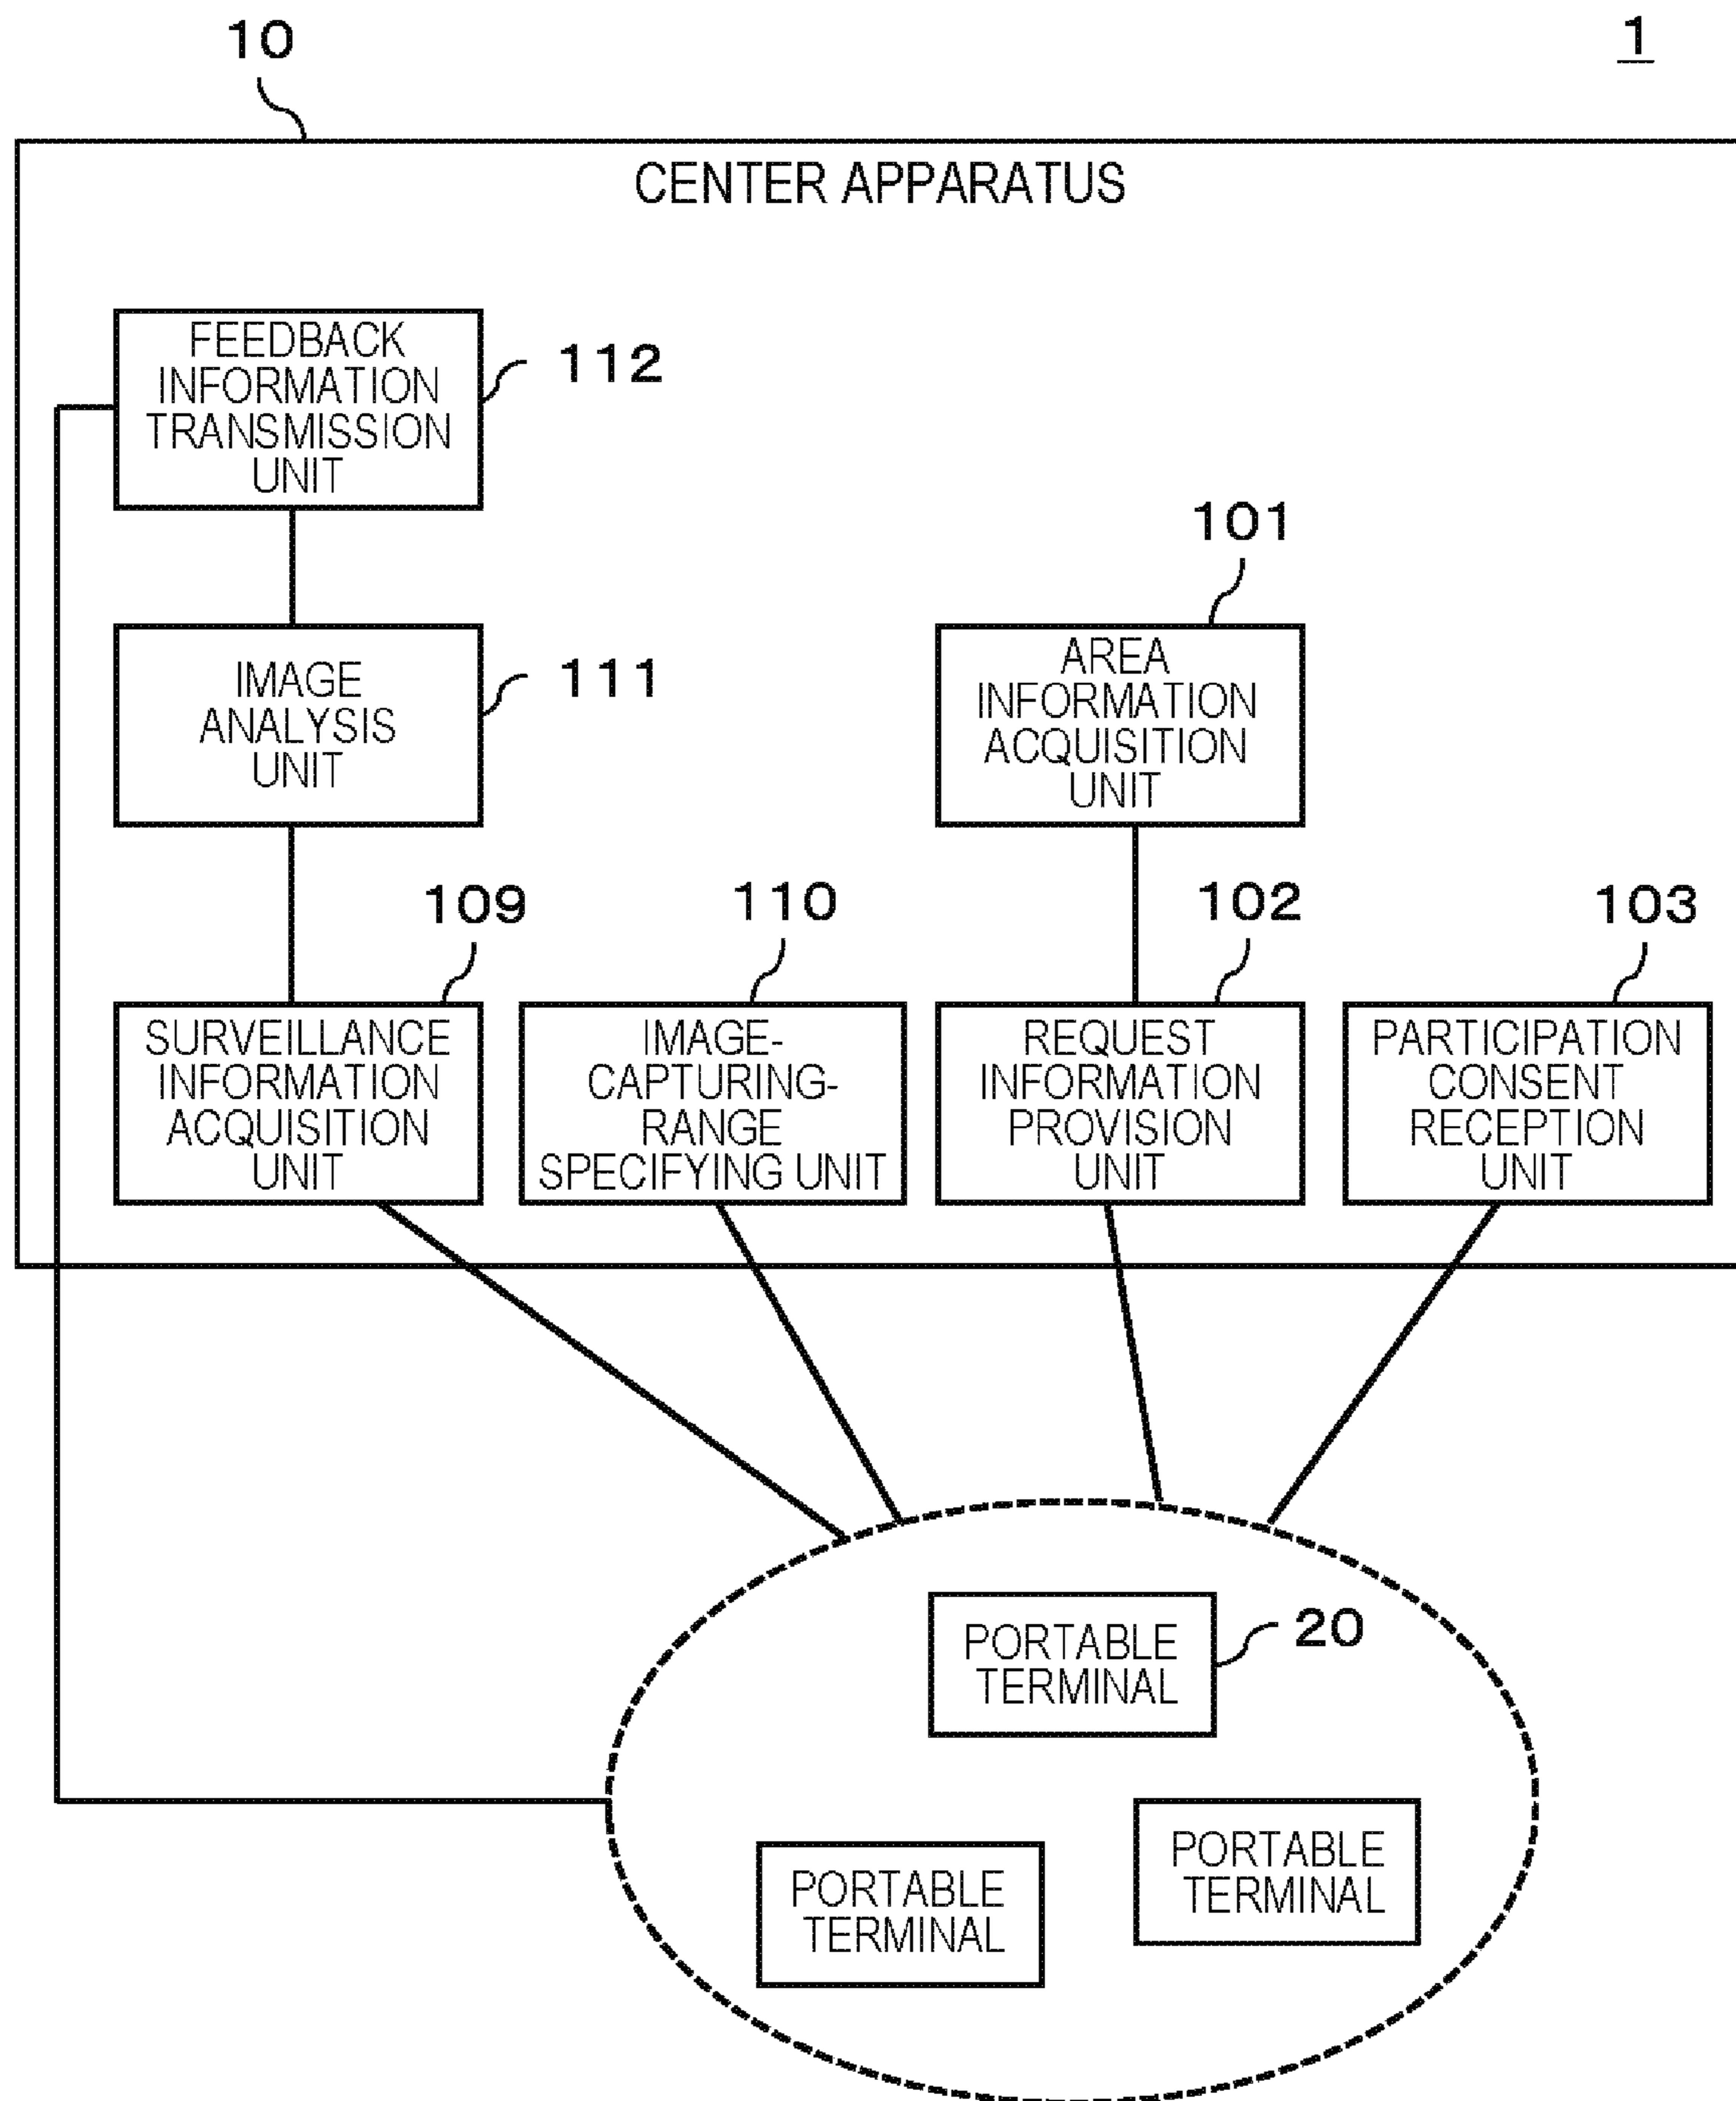 10
1
CENTER APPARATUS
FEEDBACK
INFORMATION
TRANSMISSION
UNIT
112
IMAGE
ANALYSIS
UNIT
111
101
AREA
INFORMATION
ACQUISITION
UNIT
109
SURVEILLANCE
INFORMATION
ACQUISITION
UNIT
110
IMAGE-
CAPTURING-
RANGE
SPECIFYING UNIT
102
REQUEST
INFORMATION
PROVISION
UNIT
103
PARTICIPATION
CONSENT
RECEPTION
UNIT
PORTABLE
TERMINAL
20
PORTABLE
TERMINAL
PORTABLE
TERMINAL